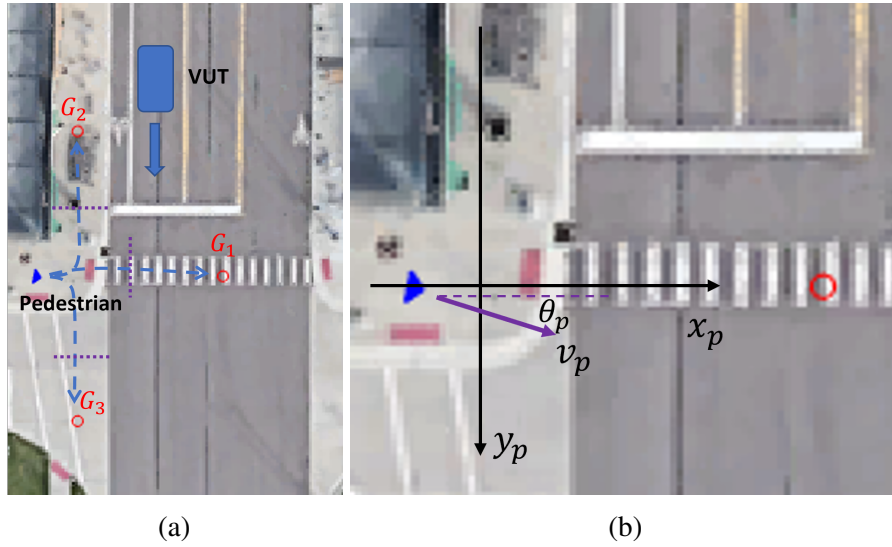 VUT
G₂
G₁
Pedestrian
G₃
θₚ
xₚ
vₚ
yₚ
(a)
(b)